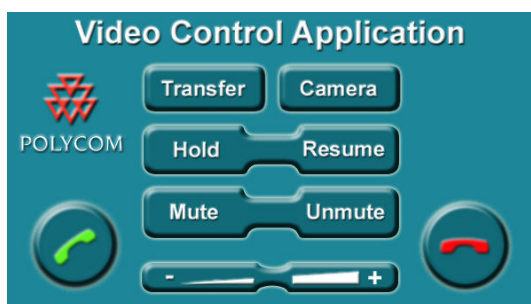 Video Control Application
Transfer Camera
POLYCOM
Hold Resume
Mute Unmute
- +